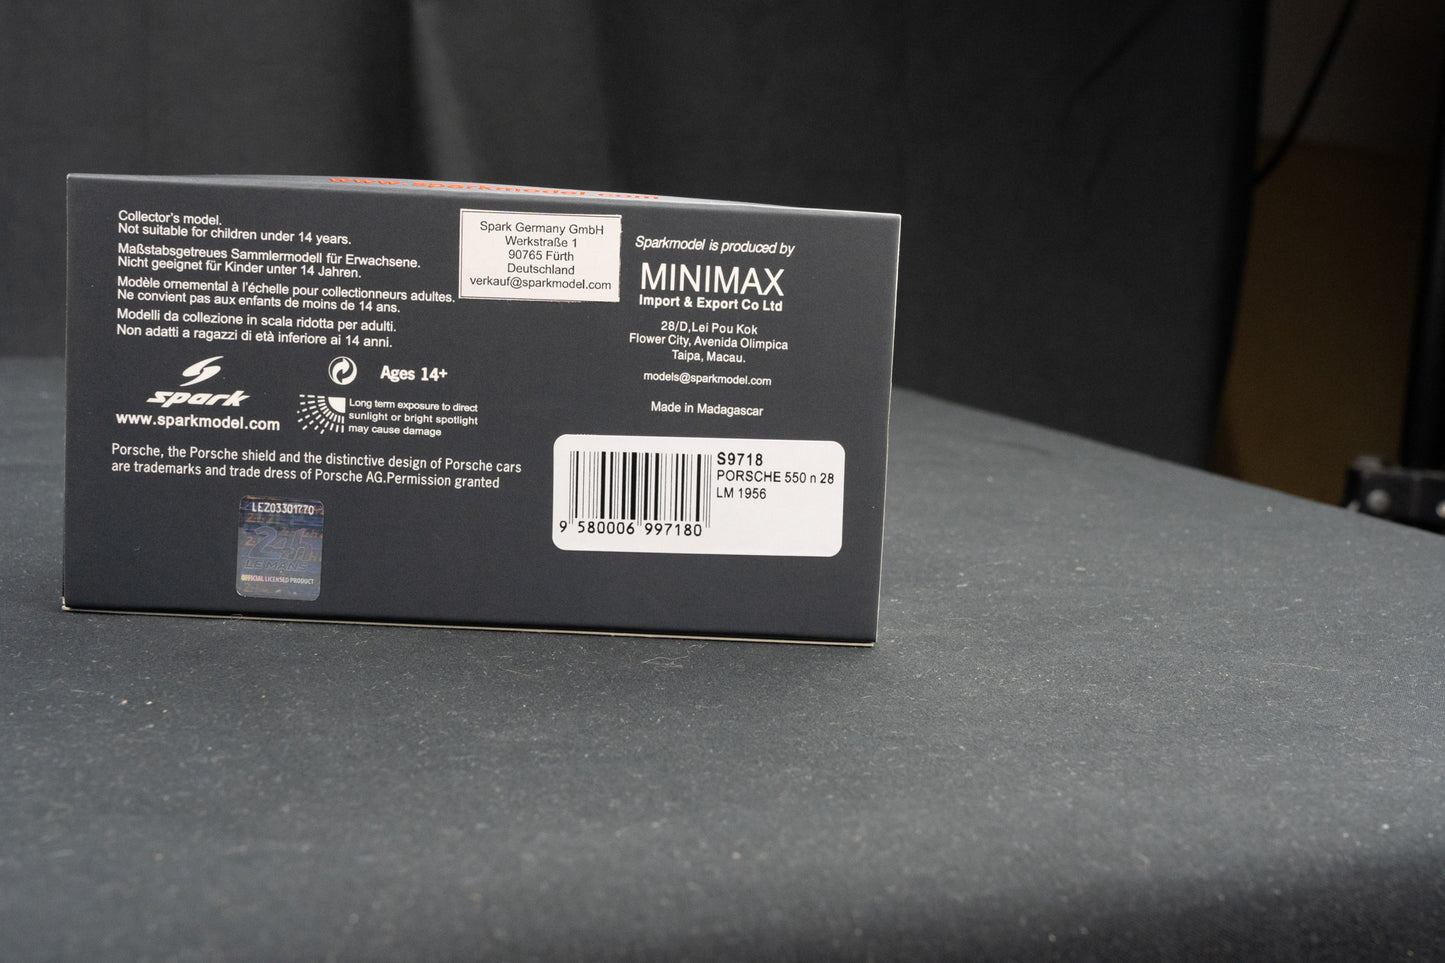 www.sparkmodel.com
Collector's model.
Not suitable for children under 14 years.
Maßstabsgetreues Sammlermodell für Erwachsene.
Nicht geeignet für Kinder unter 14 Jahren.
Modèle ornemental à l'échelle pour collectionneurs adultes.
Ne convient pas aux enfants de moins de 14 ans.
Modelli da collezione in scala ridotta per adulti.
Non adatti a ragazzi di età inferiore ai 14 anni.
spark
www.sparkmodel.com
Ages 14+
Long term exposure to direct
sunlight or bright spotlight
may cause damage
Porsche, the Porsche shield and the distinctive design of Porsche cars
are trademarks and trade dress of Porsche AG.Permission granted
LEZ03301770
24h
LE MANS
OFFICIAL LICENSED PRODUCT
Spark Germany GmbH
Werkstraße 1
90765 Fürth
Deutschland
verkauf@sparkmodel.com
Sparkmodel is produced by
MINIMAX
Import & Export Co Ltd
28/D,Lei Pou Kok
Flower City, Avenida Olimpica
Taipa, Macau.
models@sparkmodel.com
Made in Madagascar
S9718
PORSCHE 550 n 28
LM 1956
9 580006 997180